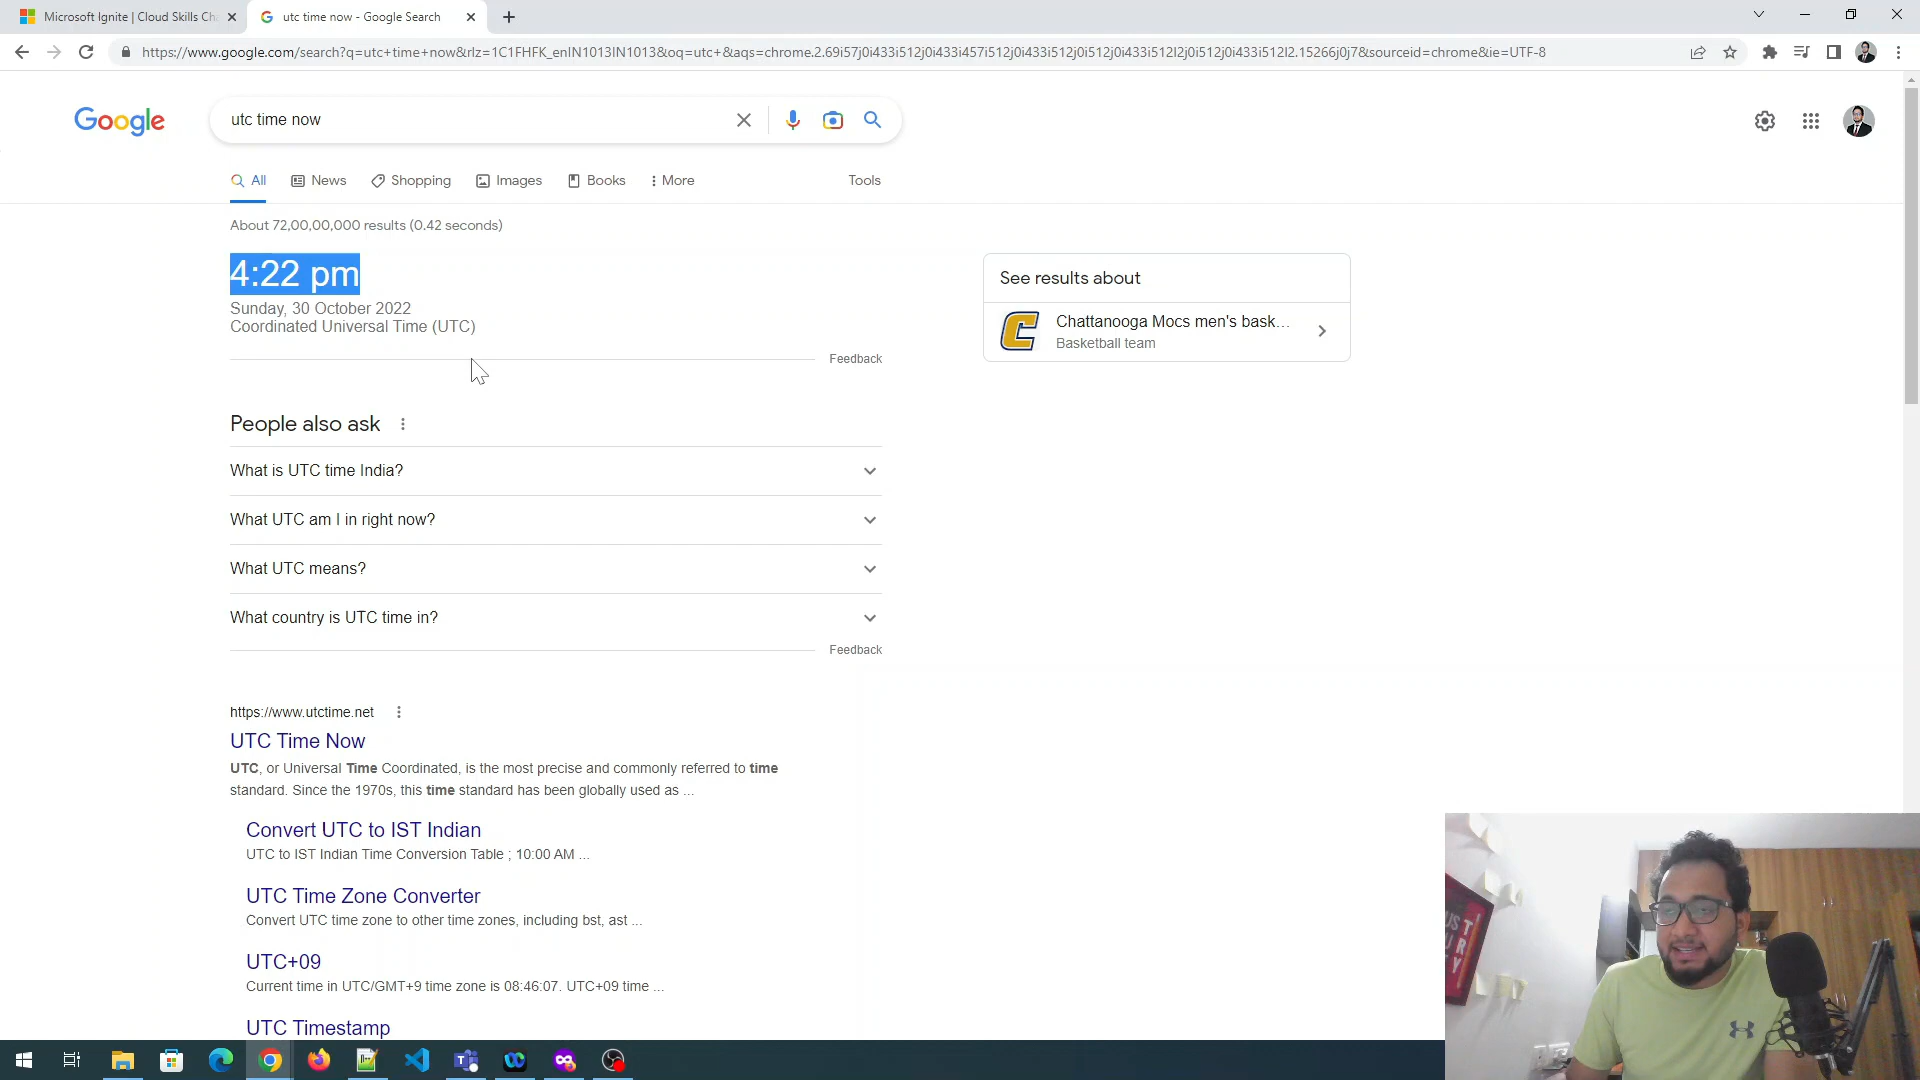 Microsoft Ignite | Cloud Skills Ch
utc time now - Google Search
https://www.google.com/search?q=utc+time+now&rlz=1C1FHFK_enIN1013IN1013&oq=utc+&aqs=chrome.2.69i57j0i433i512j0i433i457i512j0i433i512j0i512j0i433i512l2j0i512j0i433i512l2.15266j0j7&sourceid=chrome&ie=UTF-8
Google
utc time now
All
News
Shopping
Images
Books
More
Tools
About 72,00,00,000 results (0.42 seconds)
4:22 pm
Sunday, 30 October 2022
Coordinated Universal Time (UTC)
Feedback
See results about
Chattanooga Mocs men's bask...
Basketball team
People also ask
What is UTC time India?
What UTC am I in right now?
What UTC means?
What country is UTC time in?
Feedback
https://www.utctime.net
UTC Time Now
UTC, or Universal Time Coordinated, is the most precise and commonly referred to time
standard. Since the 1970s, this time standard has been globally used as ...
Convert UTC to IST Indian
UTC to IST Indian Time Conversion Table ; 10:00 AM ...
UTC Time Zone Converter
Convert UTC time zone to other time zones, including bst, ast ...
UTC+09
Current time in UTC/GMT+9 time zone is 08:46:07. UTC+09 time ...
UTC Timestamp